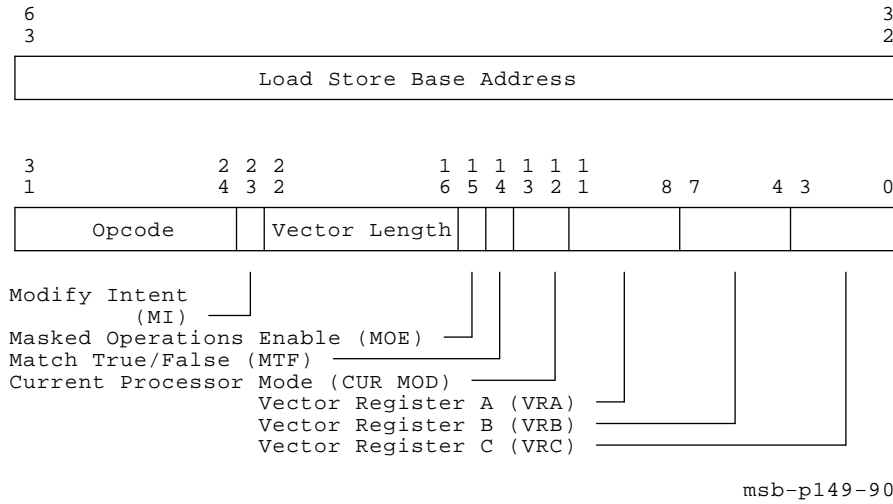 6 3
3 2
Load Store Base Address
3 2 2 2 1 1 1 1 1 1
1 4 3 2 6 5 4 3 2 1 8 7 4 3 0
Opcode Vector Length
Modify Intent
(MI)
Masked Operations Enable (MOE)
Match True/False (MTF)
Current Processor Mode (CUR MOD)
Vector Register A (VRA)
Vector Register B (VRB)
Vector Register C (VRC)
msb-p149-90